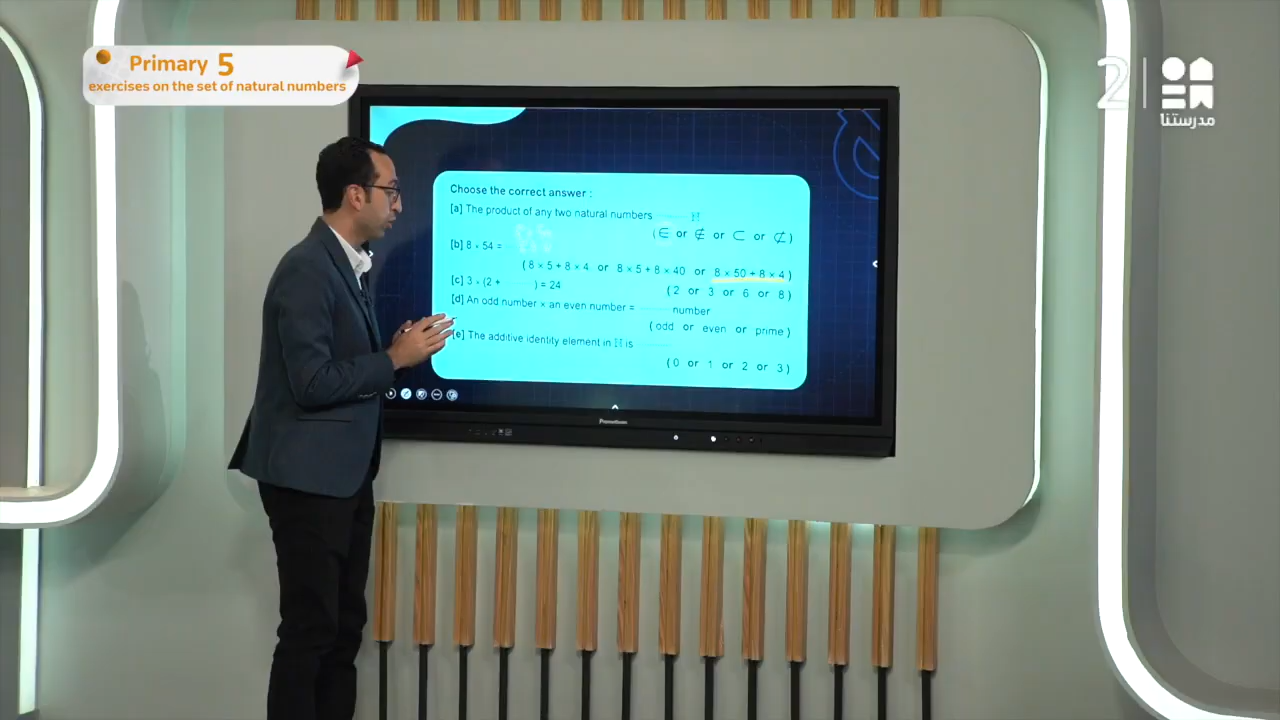 Primary 5
exercises on the set of natural numbers
2
مدرستنا
Choose the correct answer :
[a] The product of any two natural numbers ℕ
( ∈ or ∉ or ⊂ or ⊄ )
[b] 8 × 54 =
( 8 × 5 + 8 × 4 or 8 × 5 + 8 × 40 or 8 × 50 + 8 × 4 )
[c] 3 × (2 + ) = 24
( 2 or 3 or 6 or 8 )
[d] An odd number × an even number = number
( odd or even or prime )
[e] The additive identity element in ℕ is
( 0 or 1 or 2 or 3 )
Promethean